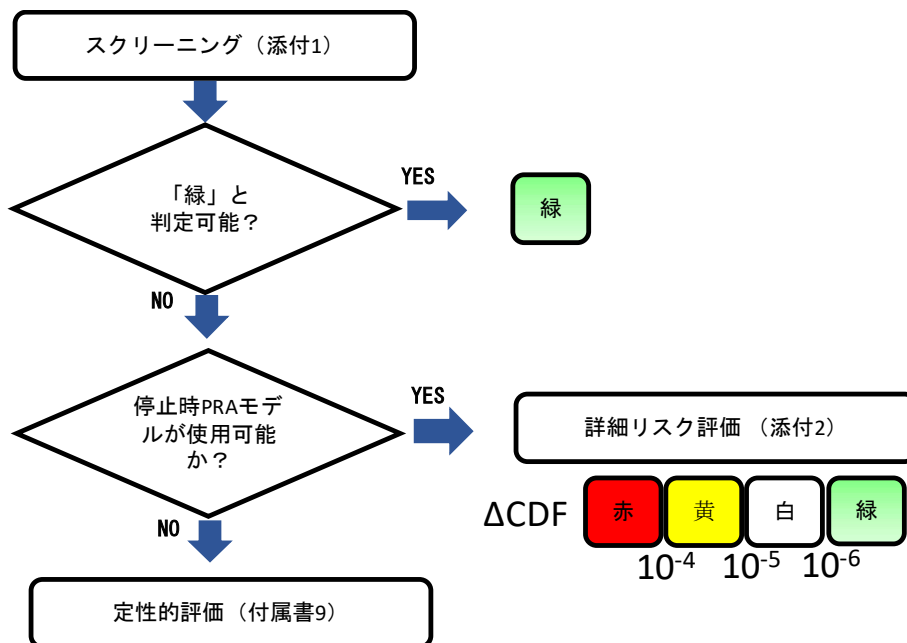 スクリーニング（添付1）
「緑」と
判定可能？
YES
緑
NO
停止時PRAモデ
ルが使用可能
か？
YES
詳細リスク評価 （添付2）
ΔCDF
赤
黄
白
緑
10-4
10-5
10-6
NO
定性的評価（付属書9）